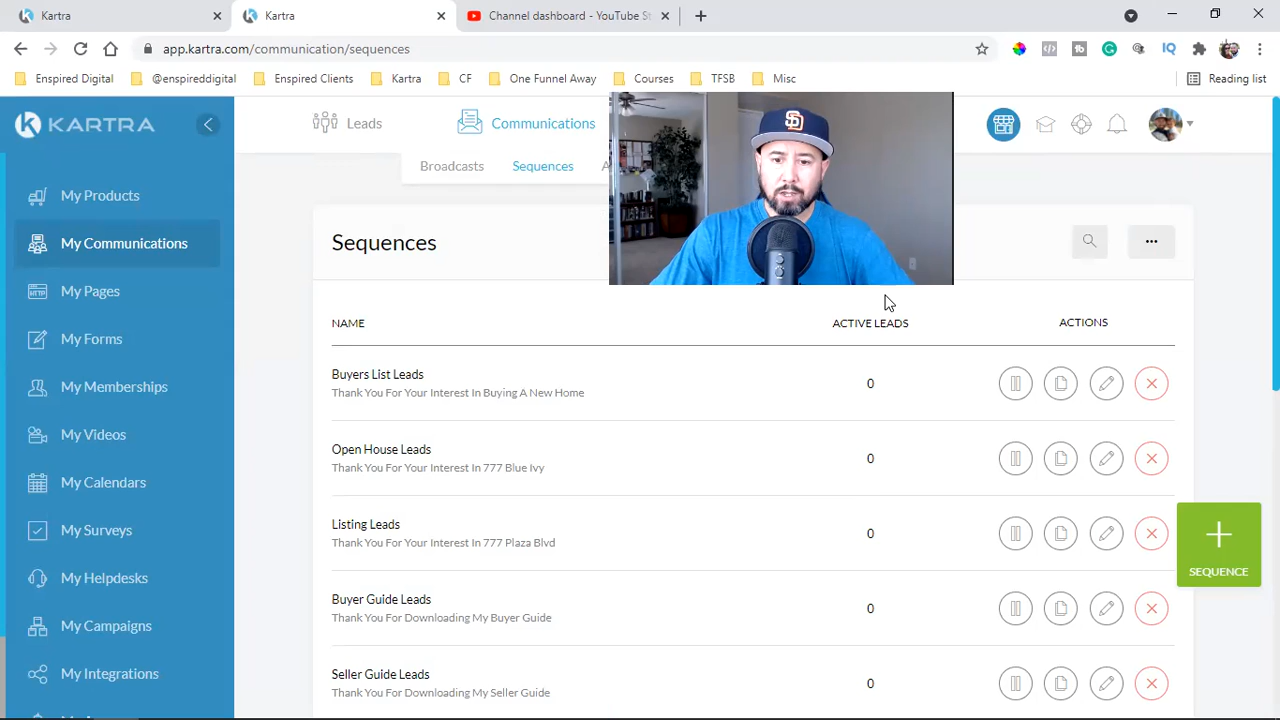 Kartra
Kartra
Channel dashboard - YouTube St
app.kartra.com/communication/sequences
IQ
Enspired Digital
@enspireddigital
Enspired Clients
Kartra
CF
One Funnel Away
Courses
TFSB
Misc
Reading list
KARTRA
Leads
Communications
Broadcasts
Sequences
A
SD
My Products
My Communications
My Pages
My Forms
My Memberships
My Videos
My Calendars
My Surveys
My Helpdesks
My Campaigns
My Integrations
HTTP
Sequences
NAME
ACTIVE LEADS
ACTIONS
Buyers List Leads
Thank You For Your Interest In Buying A New Home
0
Open House Leads
Thank You For Your Interest In 777 Blue Ivy
0
Listing Leads
Thank You For Your Interest In 777 Plaza Blvd
0
Buyer Guide Leads
Thank You For Downloading My Buyer Guide
0
Seller Guide Leads
Thank You For Downloading My Seller Guide
0
SEQUENCE